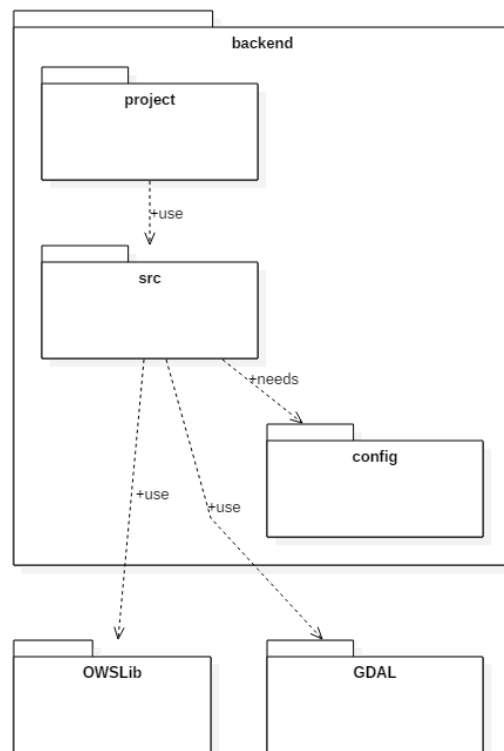 backend
project
+use
src
+needs
config
+use
+use
OWSLib
GDAL